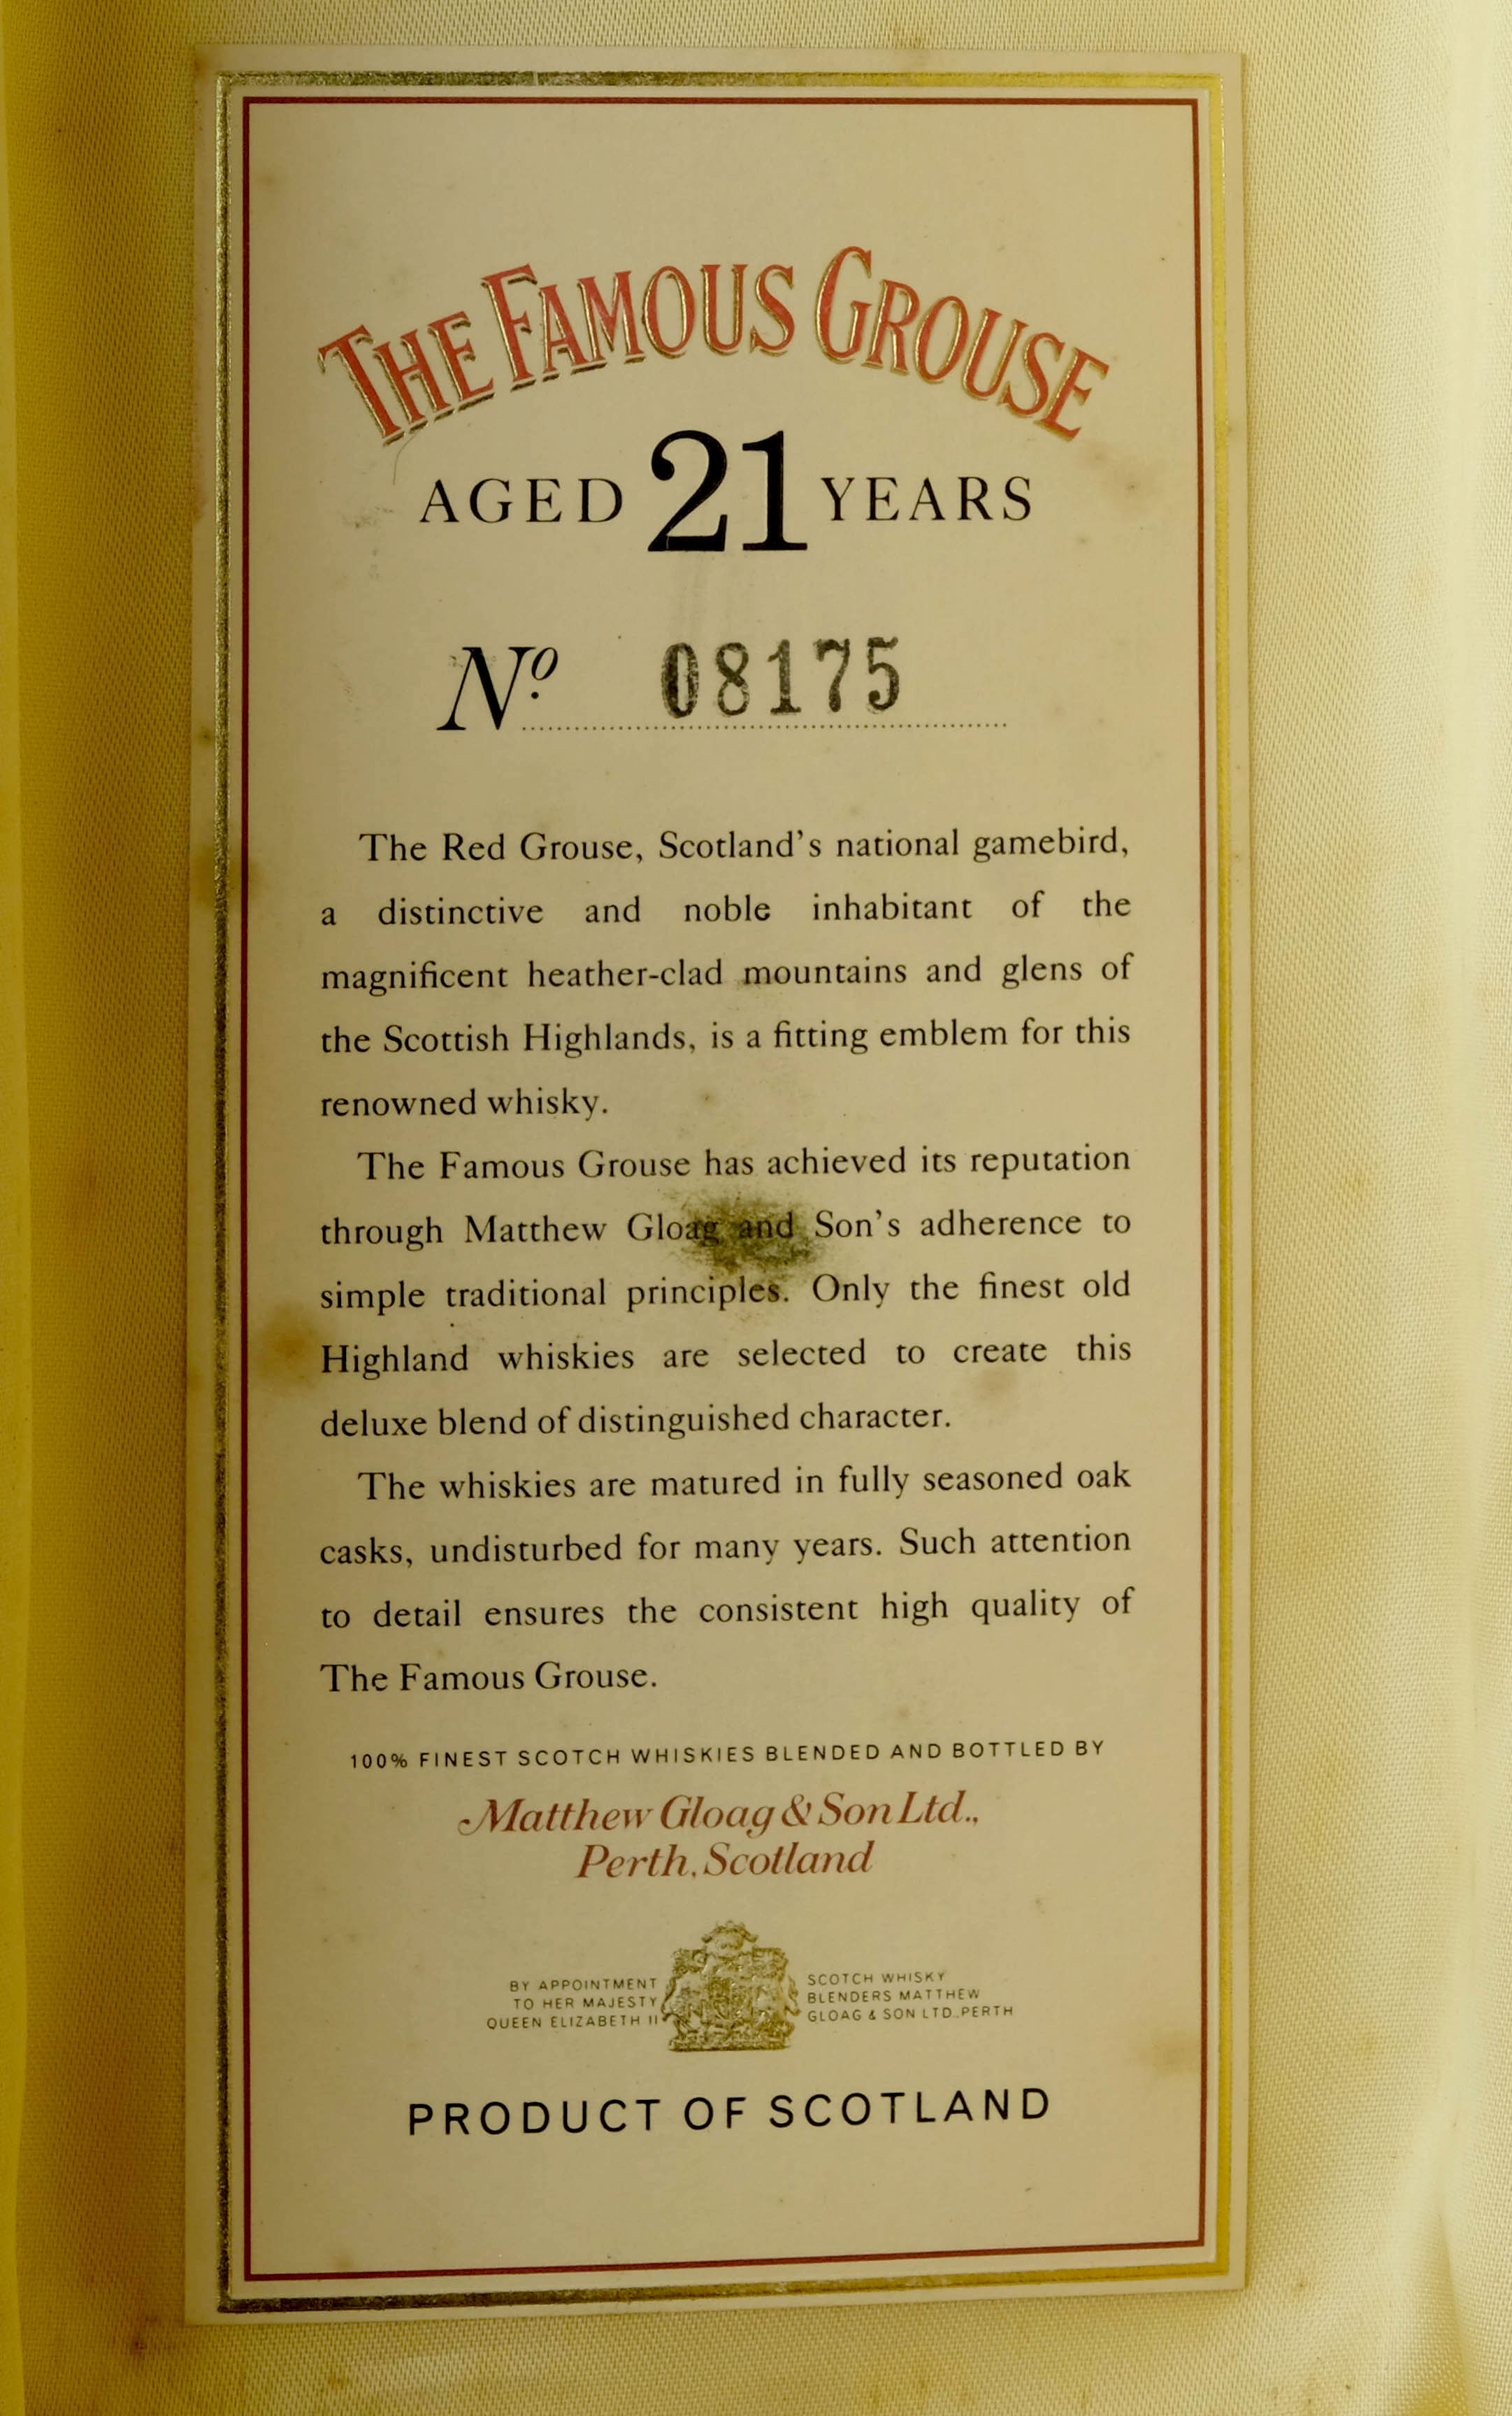 THE FAMOUS GROUSE
AGED 21 YEARS
Nº. 08175
The Red Grouse, Scotland's national gamebird,
a distinctive and noble inhabitant of the
magnificent heather-clad mountains and glens of
the Scottish Highlands, is a fitting emblem for this
renowned whisky.
The Famous Grouse has achieved its reputation
through Matthew Gloag and Son's adherence to
simple traditional principles. Only the finest old
Highland whiskies are selected to create this
deluxe blend of distinguished character.
The whiskies are matured in fully seasoned oak
casks, undisturbed for many years. Such attention
to detail ensures the consistent high quality of
The Famous Grouse.
100% FINEST SCOTCH WHISKIES BLENDED AND BOTTLED BY
Matthew Gloag & Son Ltd.,
Perth, Scotland
BY APPOINTMENT
TO HER MAJESTY
QUEEN ELIZABETH II
SCOTCH WHISKY
BLENDERS MATTHEW
GLOAG & SON LTD. PERTH
PRODUCT OF SCOTLAND